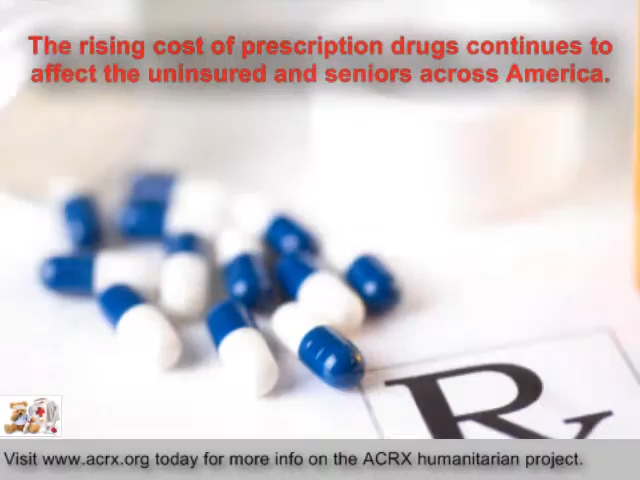 The rising cost of prescription drugs continues to
affect the uninsured and seniors across America.
Rx
Visit www.acrx.org today for more info on the ACRX humanitarian project.